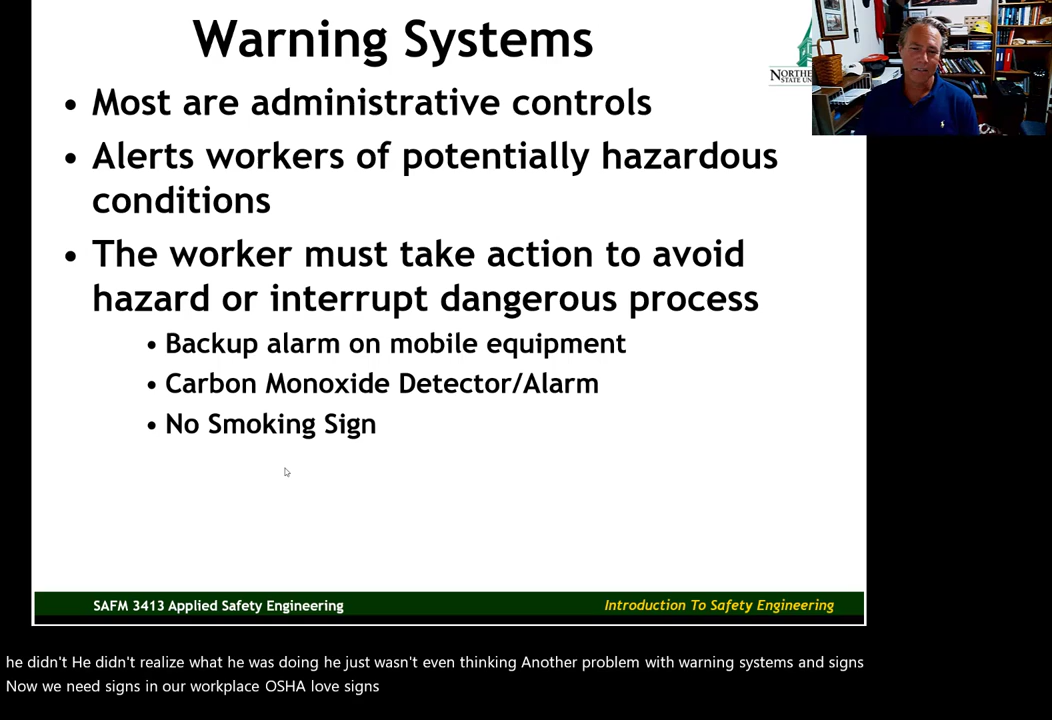 Warning Systems
NORTHE
STATE UN
• Most are administrative controls
• Alerts workers of potentially hazardous
conditions
• The worker must take action to avoid
hazard or interrupt dangerous process
• Backup alarm on mobile equipment
• Carbon Monoxide Detector/Alarm
• No Smoking Sign
SAFM 3413 Applied Safety Engineering
Introduction To Safety Engineering
he didn't He didn't realize what he was doing he just wasn't even thinking Another problem with warning systems and signs
Now we need signs in our workplace OSHA love signs